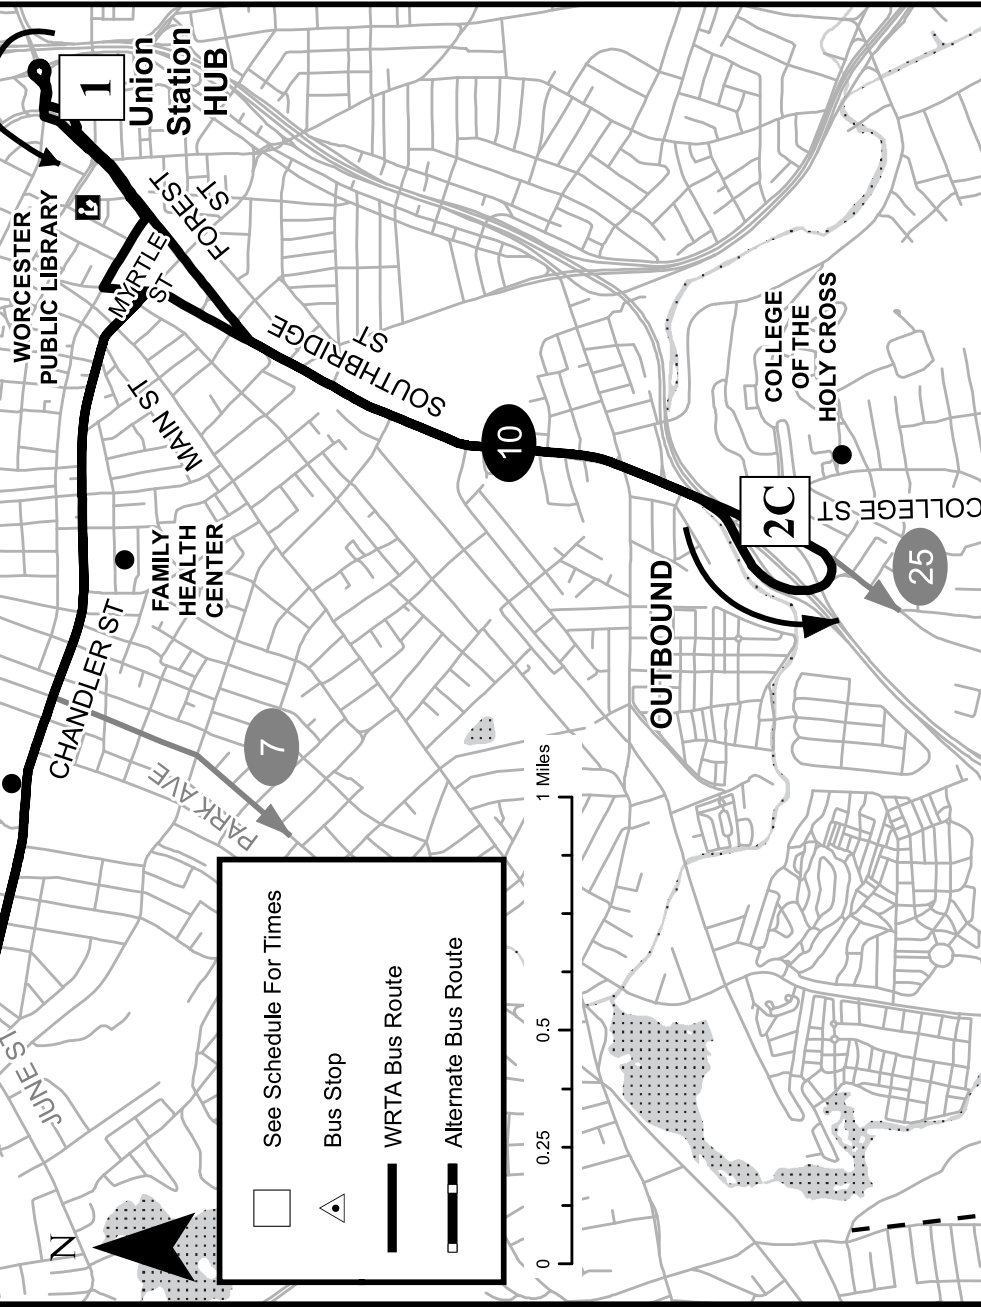 1
Union
Station
HUB
WORCESTER
PUBLIC LIBRARY
FOREST
ST
MYRTLE
ST
SOUTHBRIDGE
ST
MAIN ST
FAMILY
HEALTH
CENTER
CHANDLER ST
PARK AVE
7
10
COLLEGE
OF THE
HOLY CROSS
2C
COLLEGE ST
25
OUTBOUND
JUNE ST
N
See Schedule For Times
Bus Stop
WRTA Bus Route
Alternate Bus Route
0 0.25 0.5 1 Miles